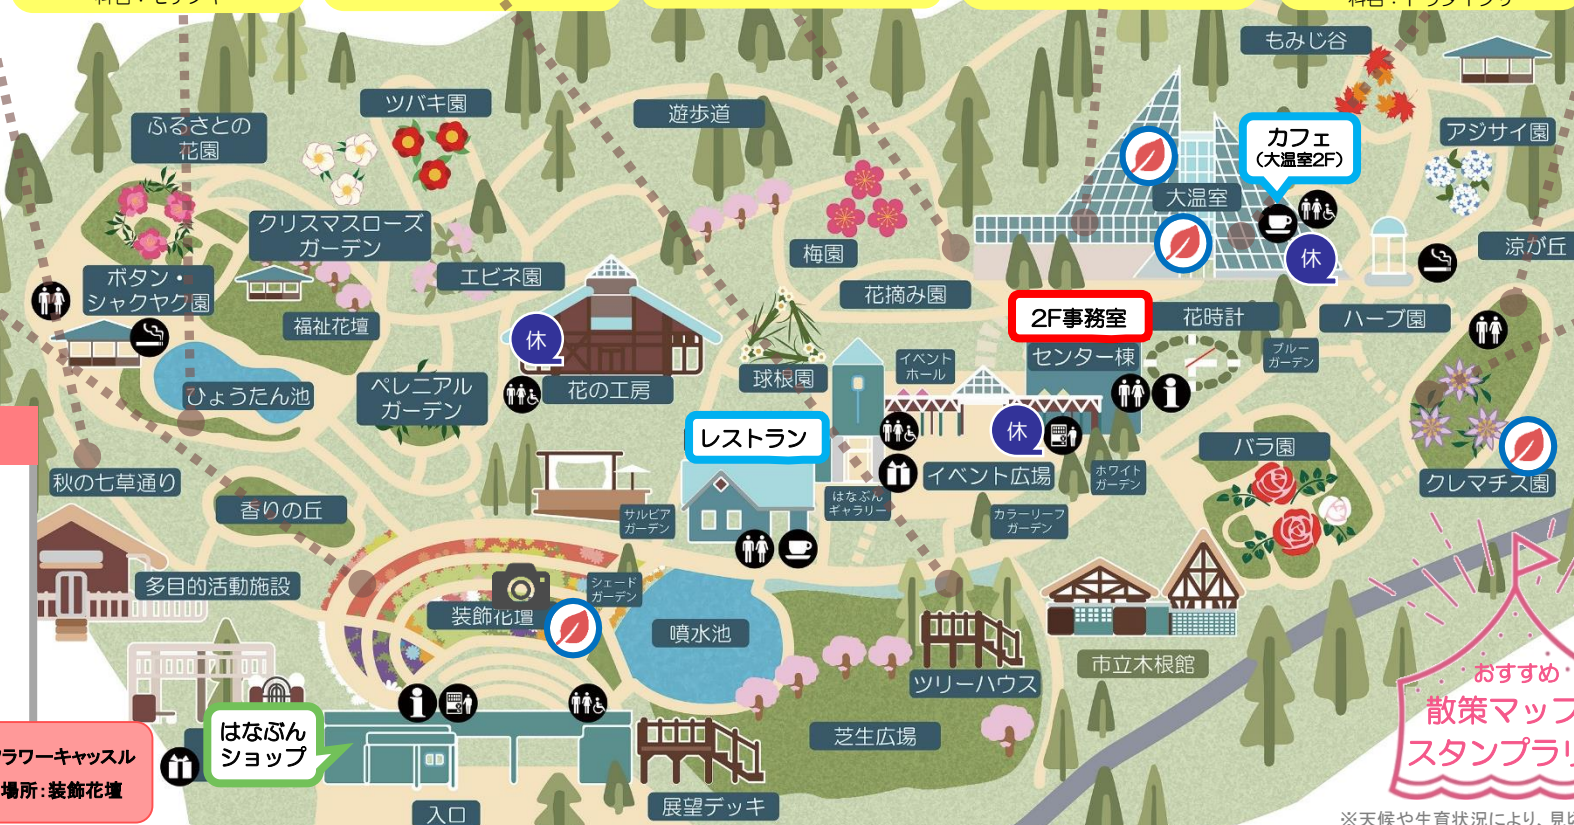 もみじ谷
ツバキ園
遊歩道
ふるさとの
花園
カフェ
(大温室2F)
アジサイ園
大温室
クリスマスローズ
ガーデン
梅園
涼が丘
ボタン・
シャクヤク園
エビネ園
休
花摘み園
福祉花壇
2F事務室
花時計
ハーブ園
休
イベント
ホール
センター棟
ブルー
ガーデン
ひょうたん池
ペレニアル
ガーデン
花の工房
球根園
レストラン
休
バラ園
秋の七草通り
イベント広場
ホワイト
ガーデン
クレマチス園
香りの丘
サルビア
ガーデン
はなぶん
ギャラリー
カラーリーフ
ガーデン
多目的活動施設
シェード
ガーデン
装飾花壇
噴水池
市立木根館
ツリーハウス
おすすめ
散策マップ
スタンプラリ
はなぶん
ショップ
芝生広場
ラワーキャッスル
場所:装飾花壇
展望デッキ
入口
※天候や生育状況により、見